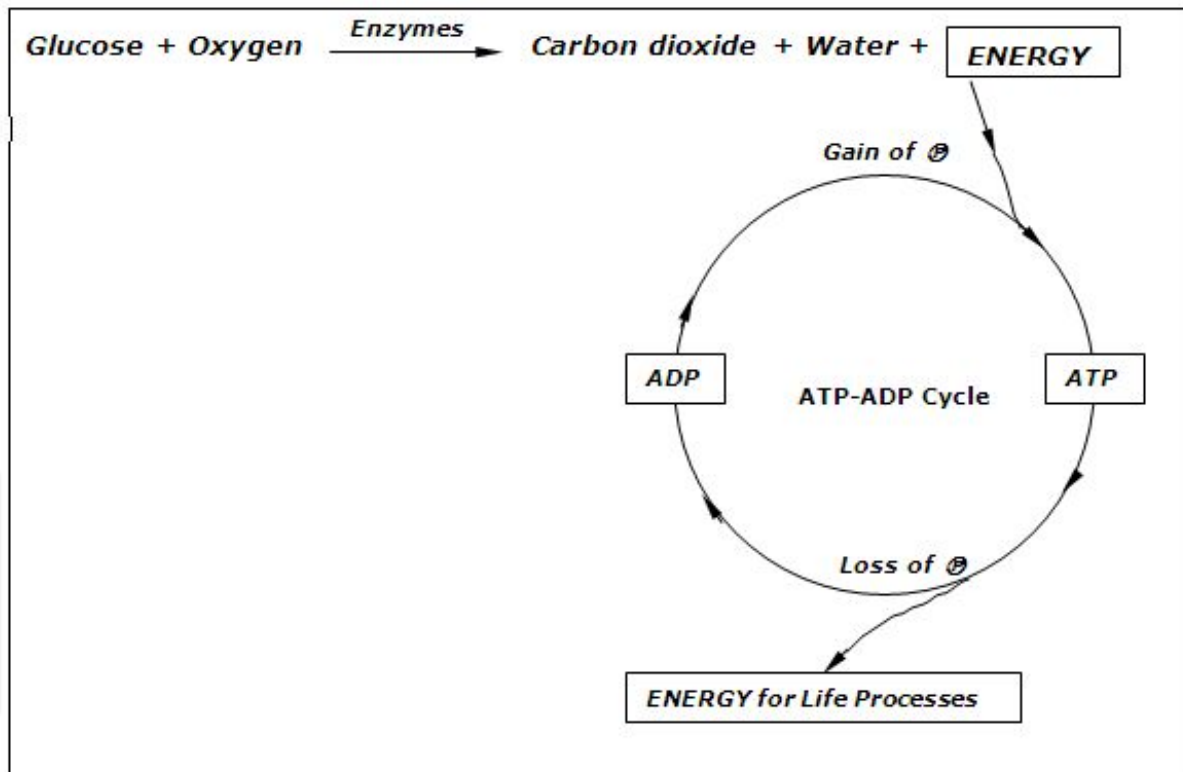 Enzymes
Glucose + Oxygen Carbon dioxide + Water + ENERGY
Gain of Ⓟ
ADP ATP-ADP Cycle ATP
Loss of Ⓟ
ENERGY for Life Processes